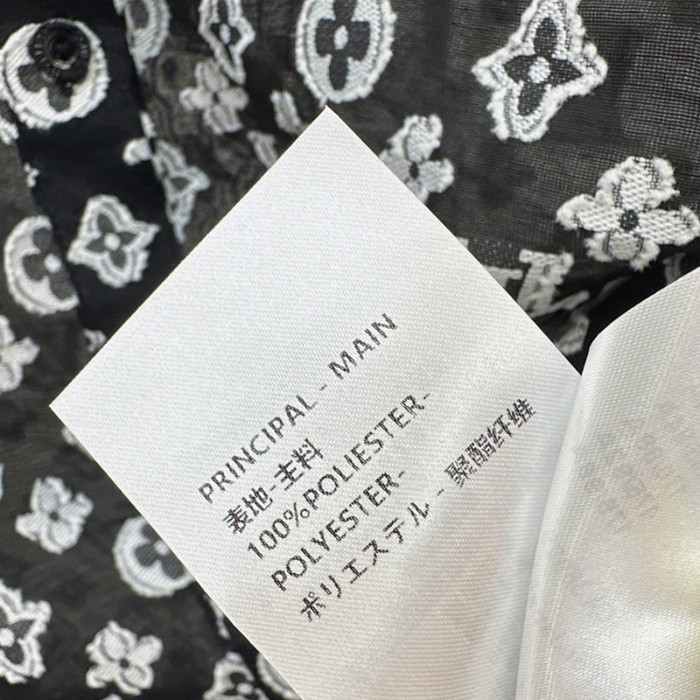 PRINCIPAL - MAIN
表地-主料
100%POLIESTER-
POLYESTER-
ポリエステル - 聚酯纤维